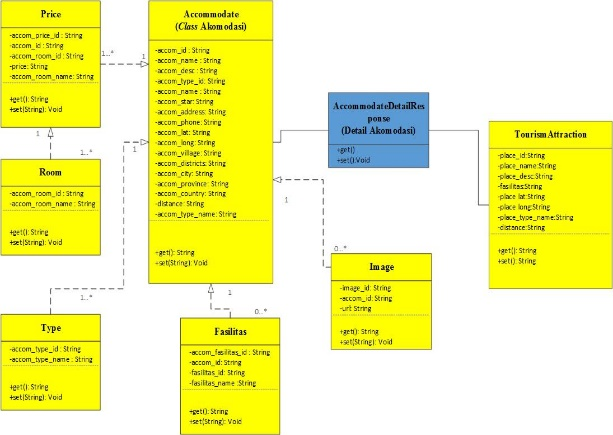 Price
-accom_price_id : String
-accom_id : String
-accom_room_id : String
-price: String
-accom_room_name: String
+get(): String
+set(String): Void
1
1..*
Room
-accom_room_id : String
-accom_room_name : String
+get(): String
+set(String): Void
1..*
1
Accommodate
(Class Akomodasi)
-accom_id : String
-accom_name : String
-accom_desc : String
-accom_type_id: String
-accom_name : String
-accom_star: String
-accom_address: String
-accom_phone: String
-accom_lat: String
-accom_long: String
-accom_village: String
-accom_districts: String
-accom_city: String
-accom_province: String
-accom_country: String
-distance: String
-accom_type_name: String
+get(): String
+set(String): Void
1
1..*
Type
-accom_type_id : String
-accom_type_name : String
+get(): String
+set(String): Void
1
0..*
Fasilitas
-accom_fasilitas_id : String
-accom_id: String
-fasilitas_id : String
-fasilitas_name :String
+get(): String
+set(String): Void
1
0..*
Image
-image_id: String
-accom_id: String
-url: String
+get(): String
+set(String): Void
AccommodateDetailRes
ponse
(Detail Akomodasi)
+get()
+set():Void
TourismAttraction
-place_id:String
-place_name:String
-place_desc:String
-fasilitas:String
-place lat:String
-place long:String
-place_type_name:String
-distance:String
+get(): String
+set(): String